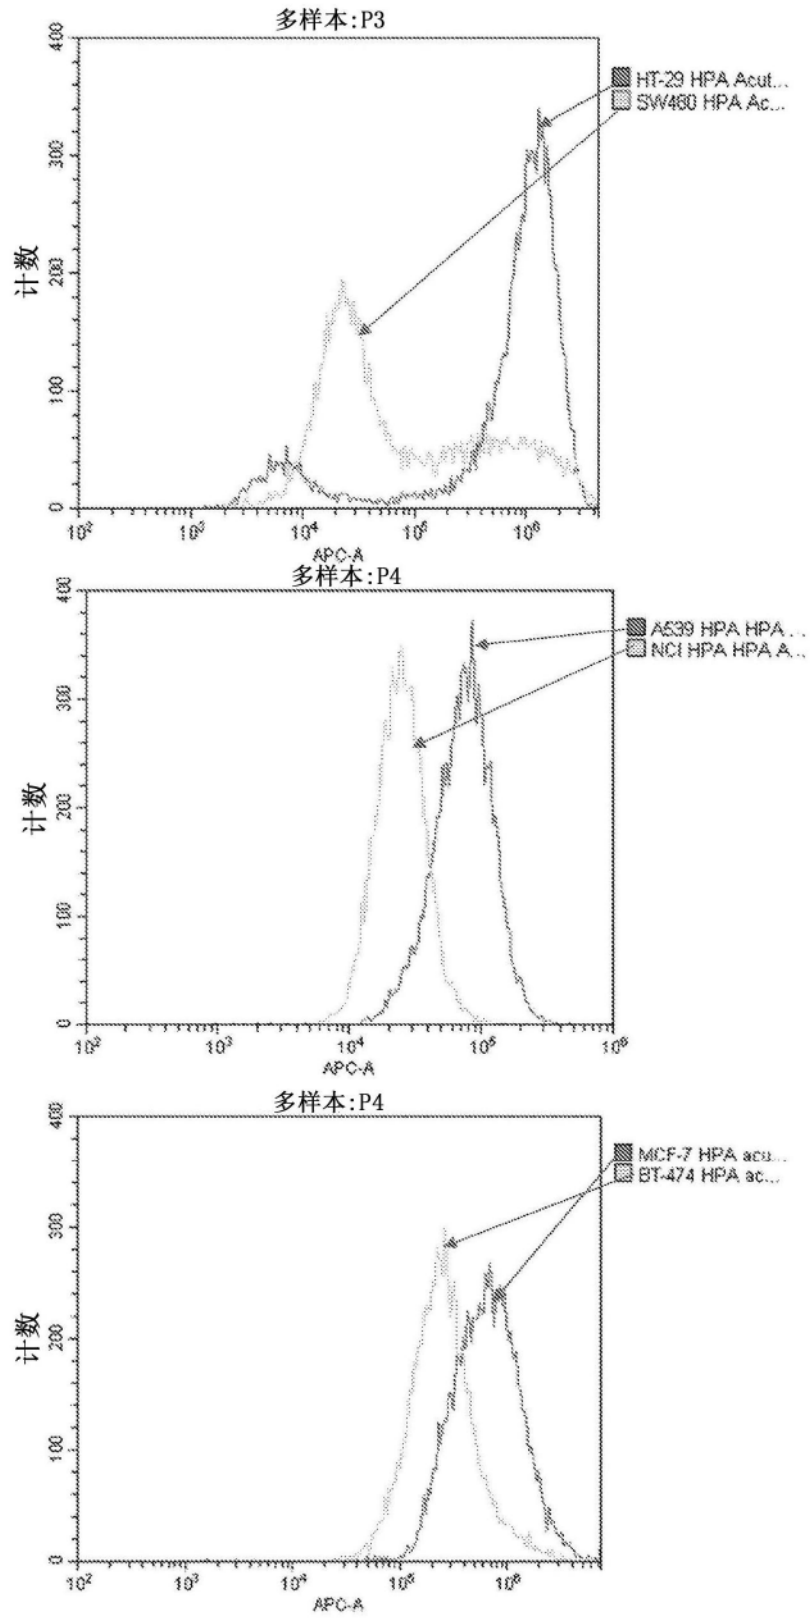 多样本:P3
400
300
200
100
0
计数
HT-29 HPA Acut...
SW480 HPA Ac...
10² 10³ 10⁴ 10⁵ 10⁶
APC-A
多样本:P4
400
300
200
100
0
计数
A539 HPA HPA ...
NCI HPA HPA A...
10² 10³ 10⁴ 10⁵ 10⁶
APC-A
多样本:P4
400
300
200
100
0
计数
MCF-7 HPA acu...
BT-474 HPA ac...
10² 10³ 10⁴ 10⁵ 10⁶
APC-A